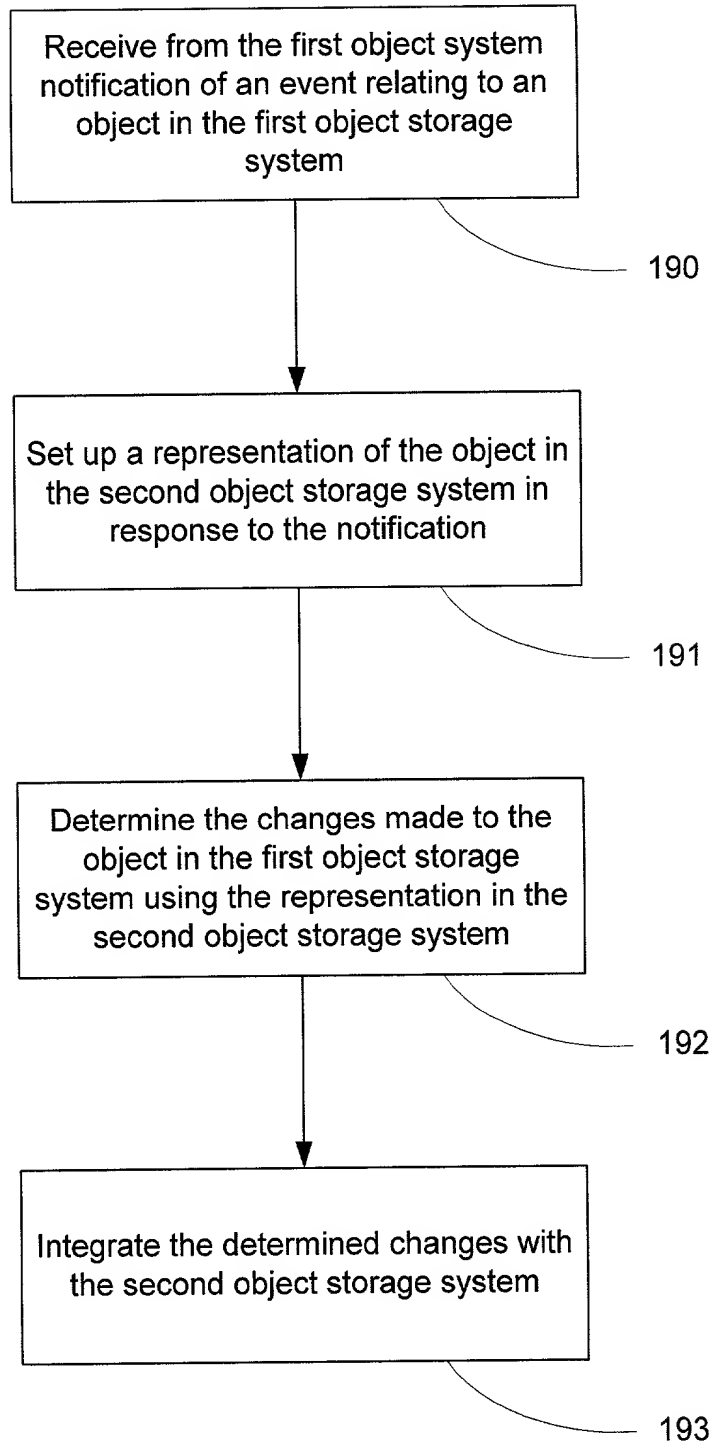 Receive from the first object system
notification of an event relating to an
object in the first object storage
system
190
Set up a representation of the object in
the second object storage system in
response to the notification
191
Determine the changes made to the
object in the first object storage
system using the representation in the
second object storage system
192
Integrate the determined changes with
the second object storage system
193